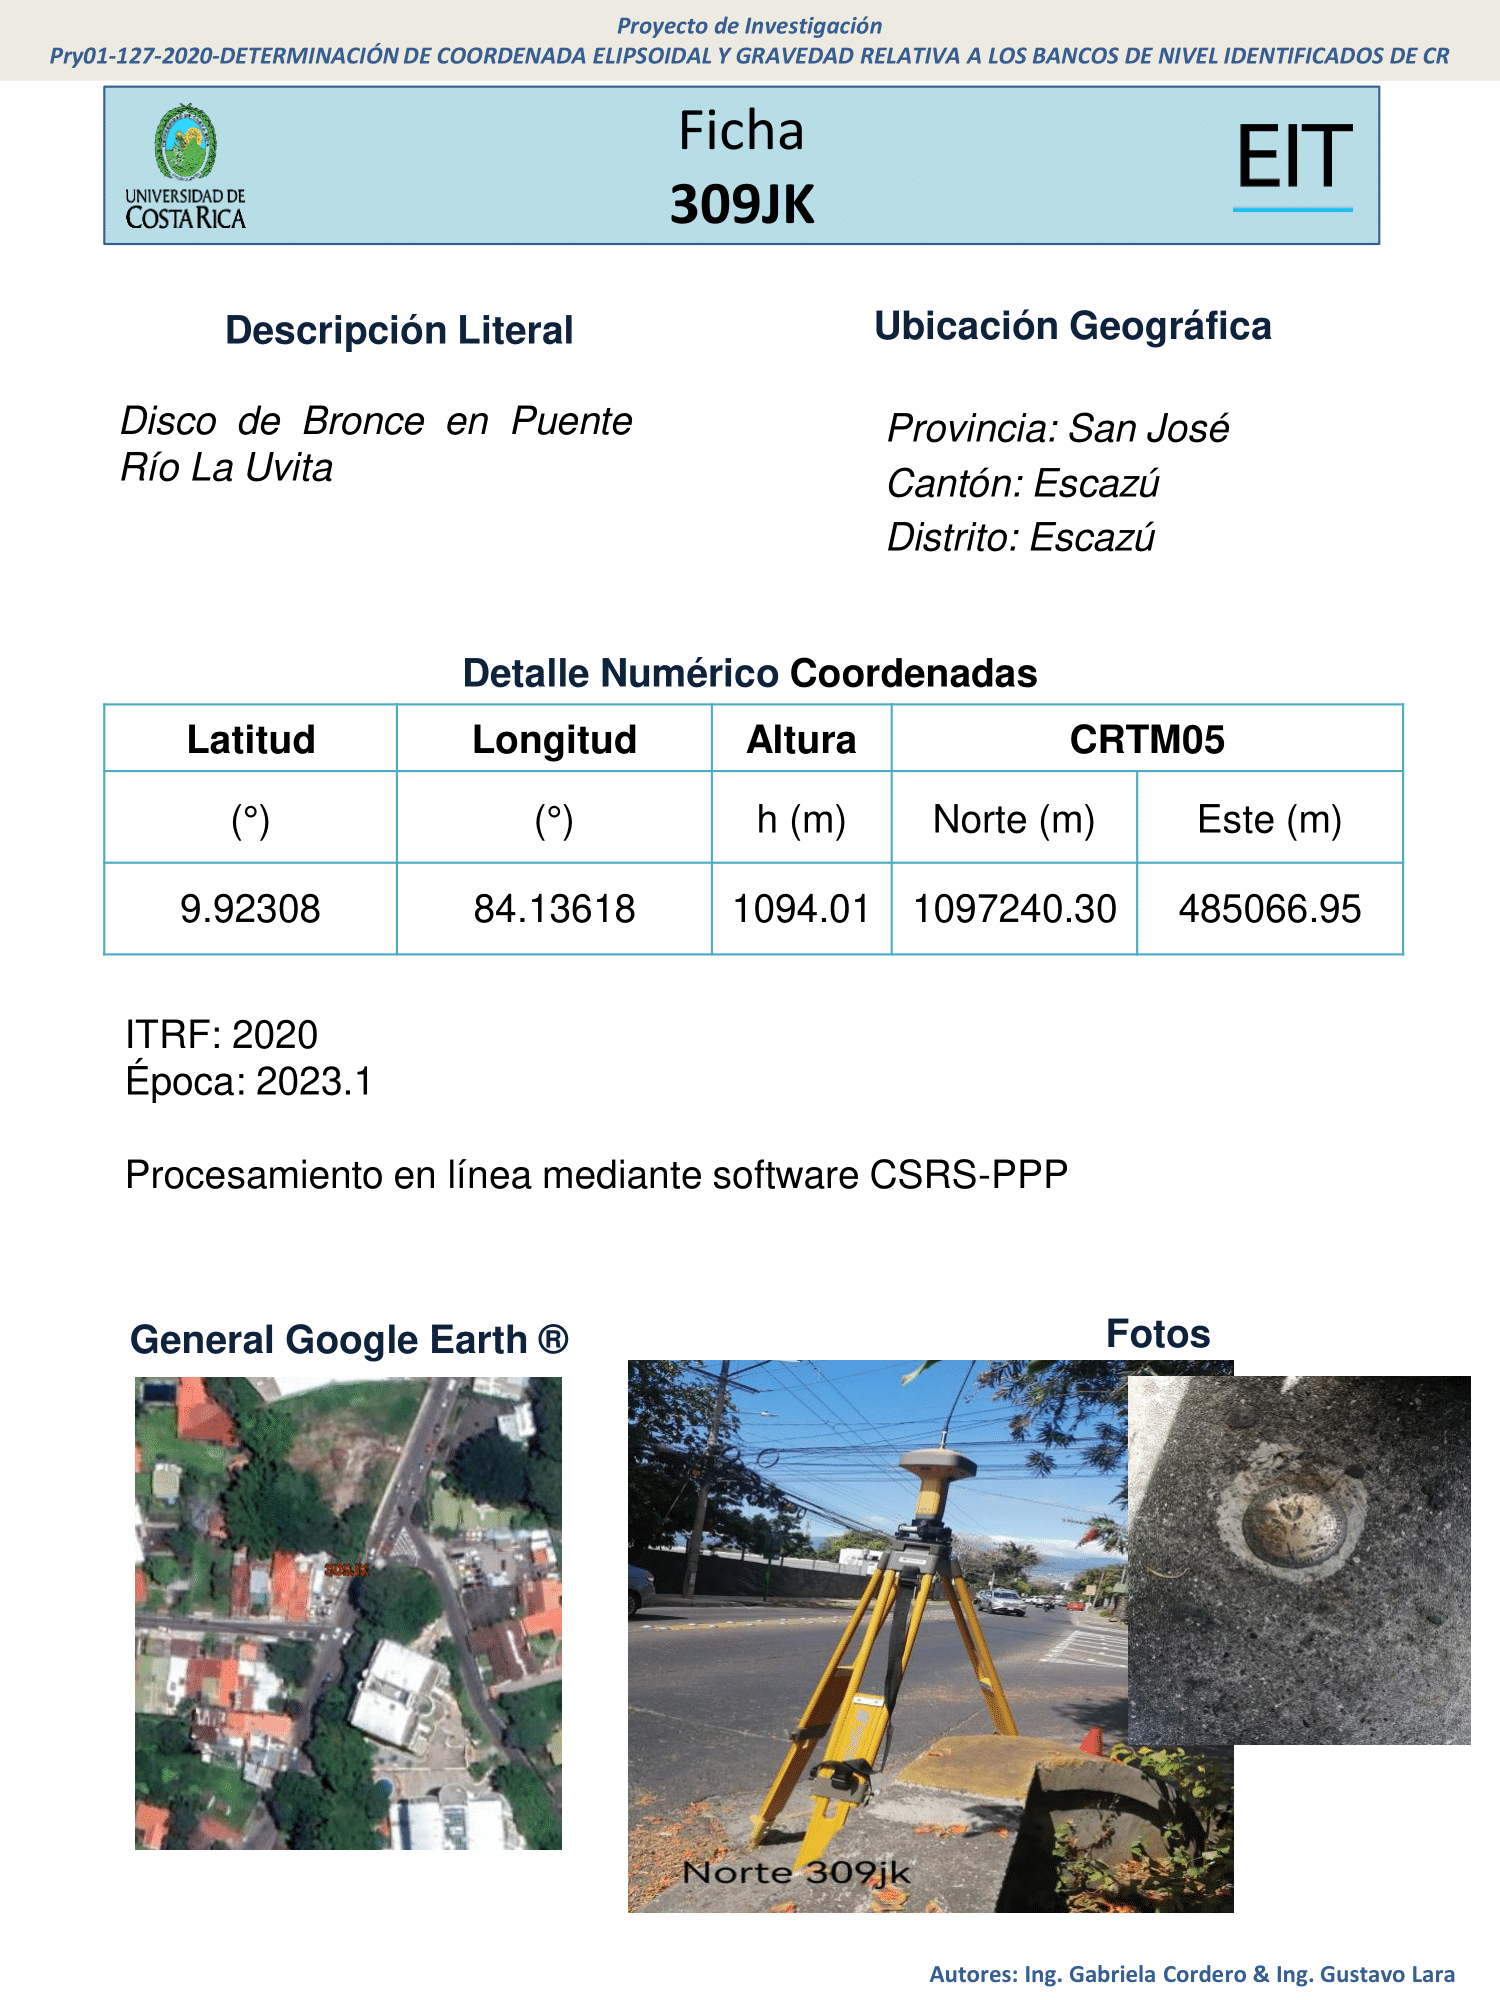 Proyecto de Investigación
Pry01-127-2020-DETERMINACIÓN DE COORDENADA ELIPSOIDAL Y GRAVEDAD RELATIVA A LOS BANCOS DE NIVEL IDENTIFICADOS DE CR
UNIVERSIDAD DE
COSTA RICA
Ficha
309JK
EIT
Descripción Literal
Disco de Bronce en Puente
Río La Uvita
Ubicación Geográfica
Provincia: San José
Cantón: Escazú
Distrito: Escazú
Detalle Numérico Coordenadas
Latitud Longitud Altura CRTM05
(°) (°) h (m) Norte (m) Este (m)
9.92308 84.13618 1094.01 1097240.30 485066.95
ITRF: 2020
Época: 2023.1
Procesamiento en línea mediante software CSRS-PPP
General Google Earth ®
309JK
Fotos
Norte 309jk
Autores: Ing. Gabriela Cordero & Ing. Gustavo Lara